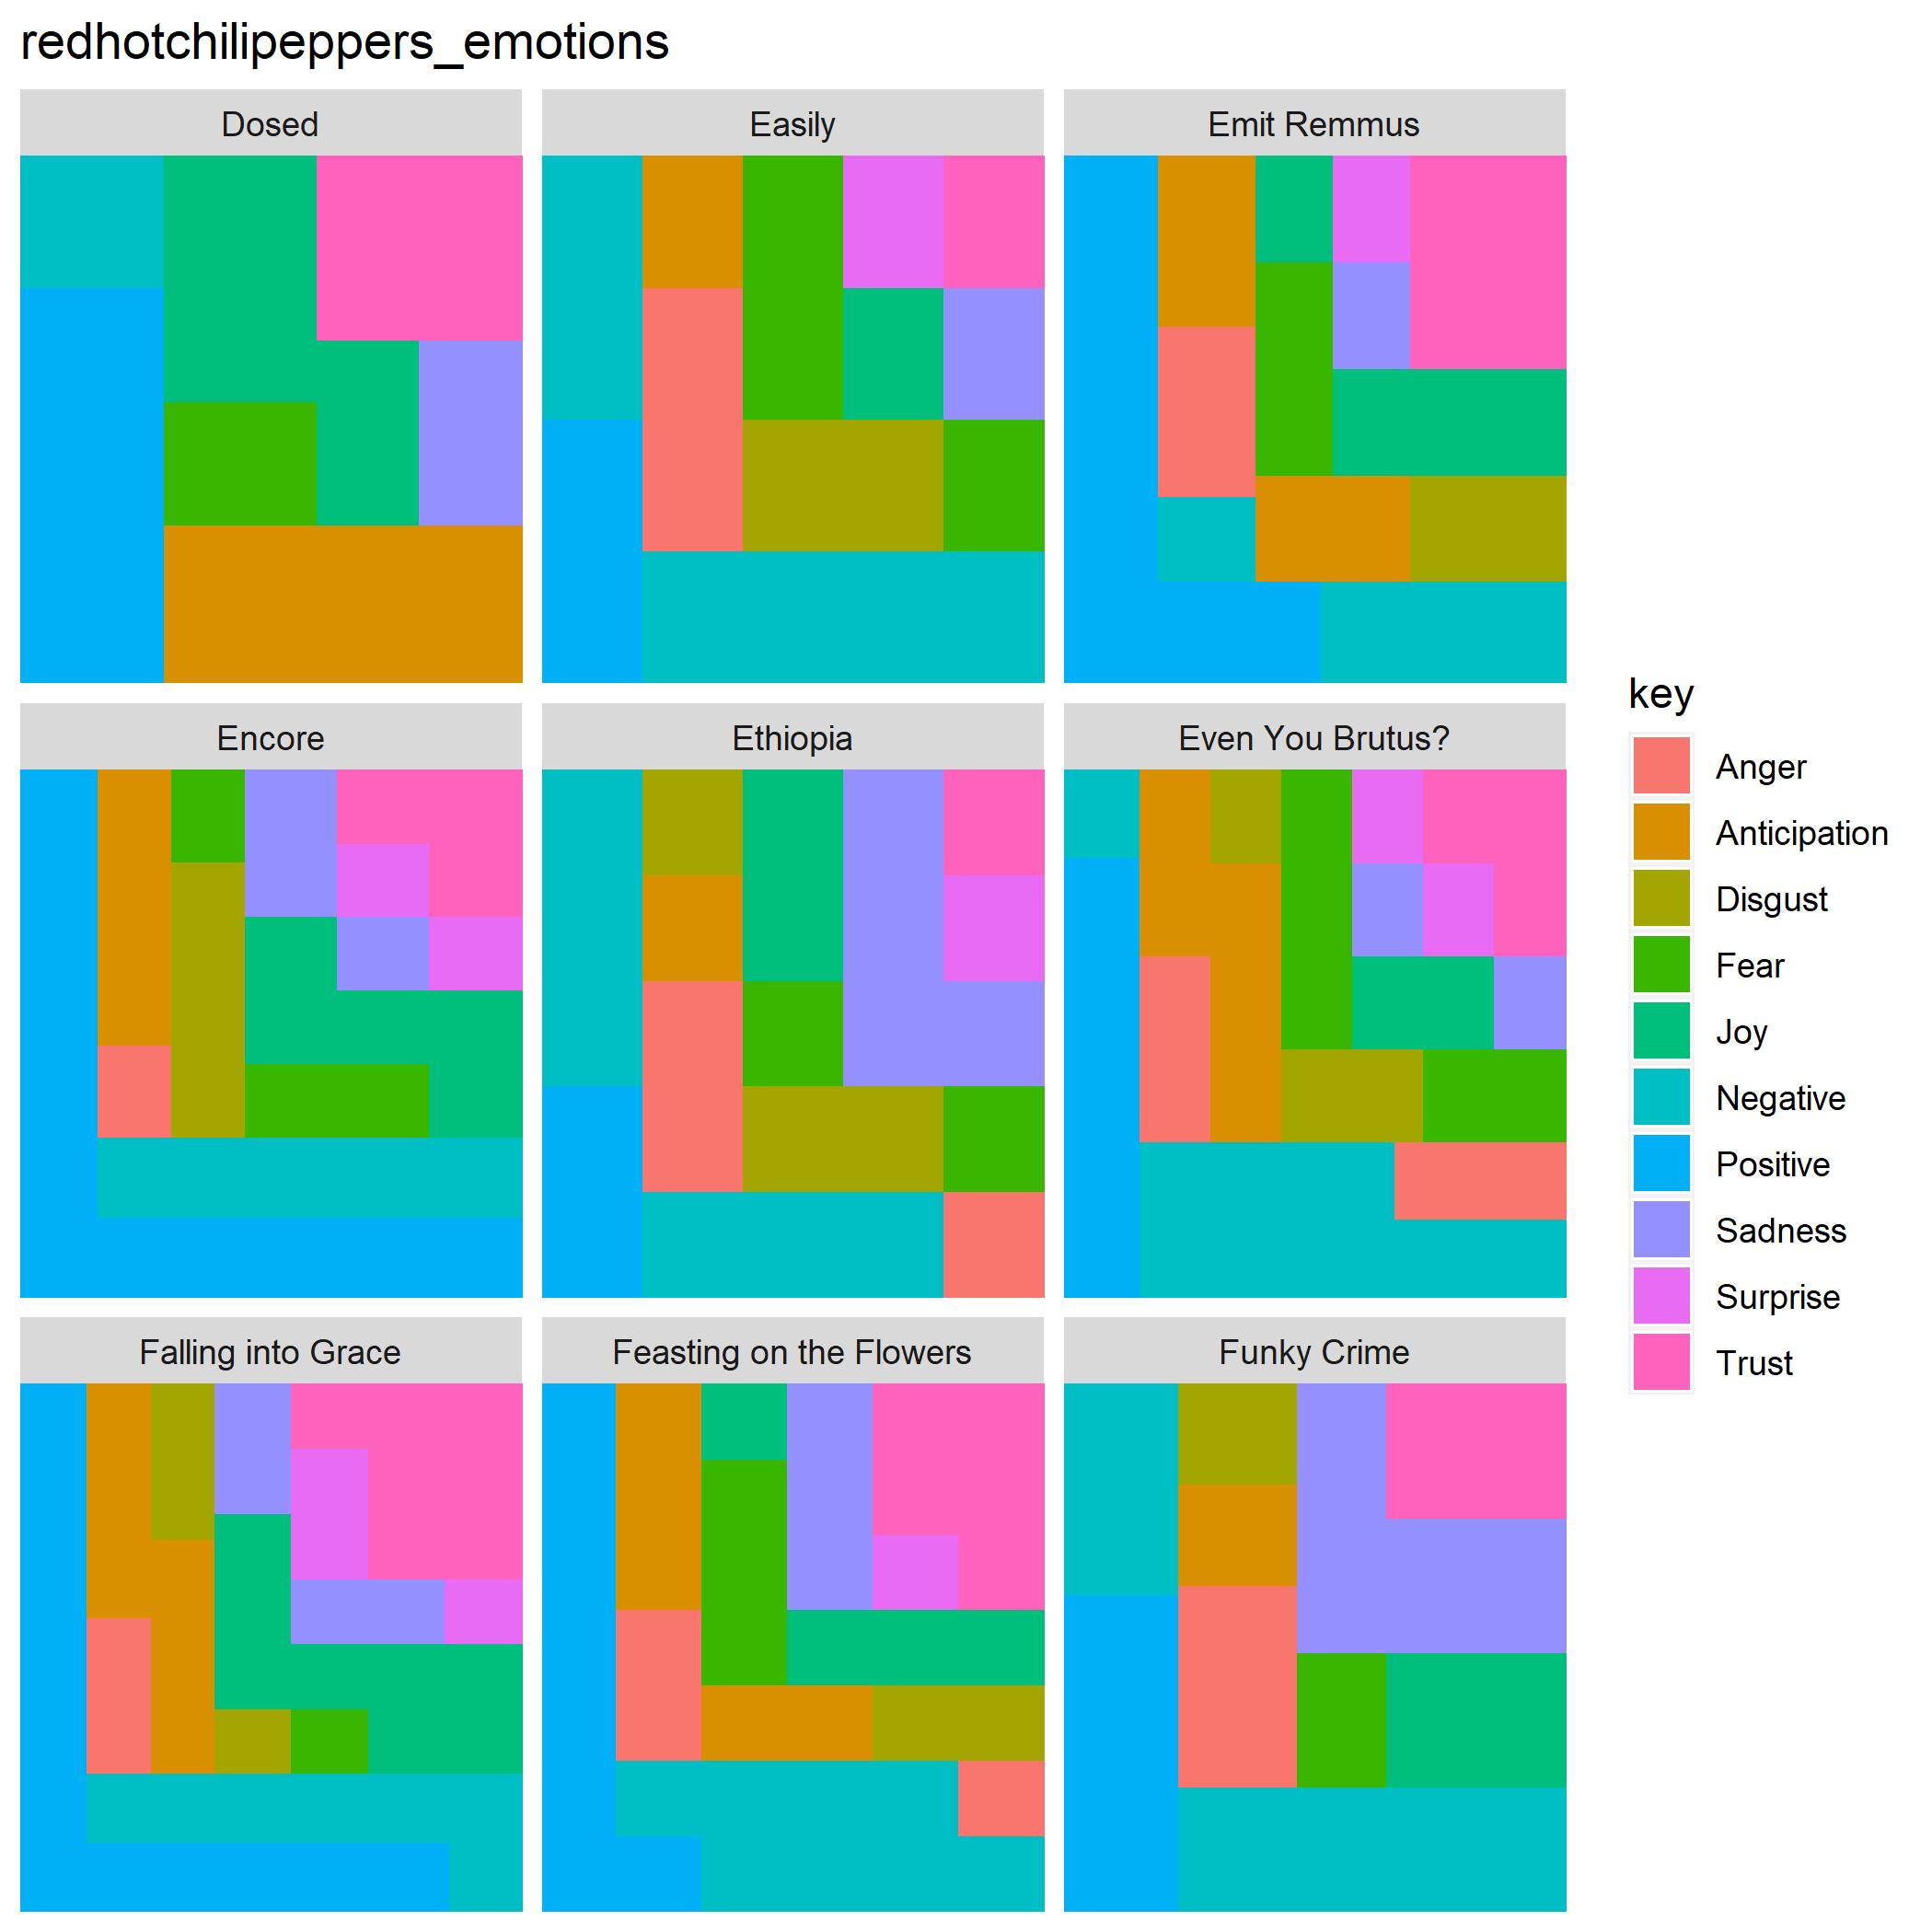 redhotchilipeppers_emotions
Dosed
Easily
Emit Remmus
Encore
Ethiopia
Even You Brutus?
Falling into Grace
Feasting on the Flowers
Funky Crime
key
Anger
Anticipation
Disgust
Fear
Joy
Negative
Positive
Sadness
Surprise
Trust